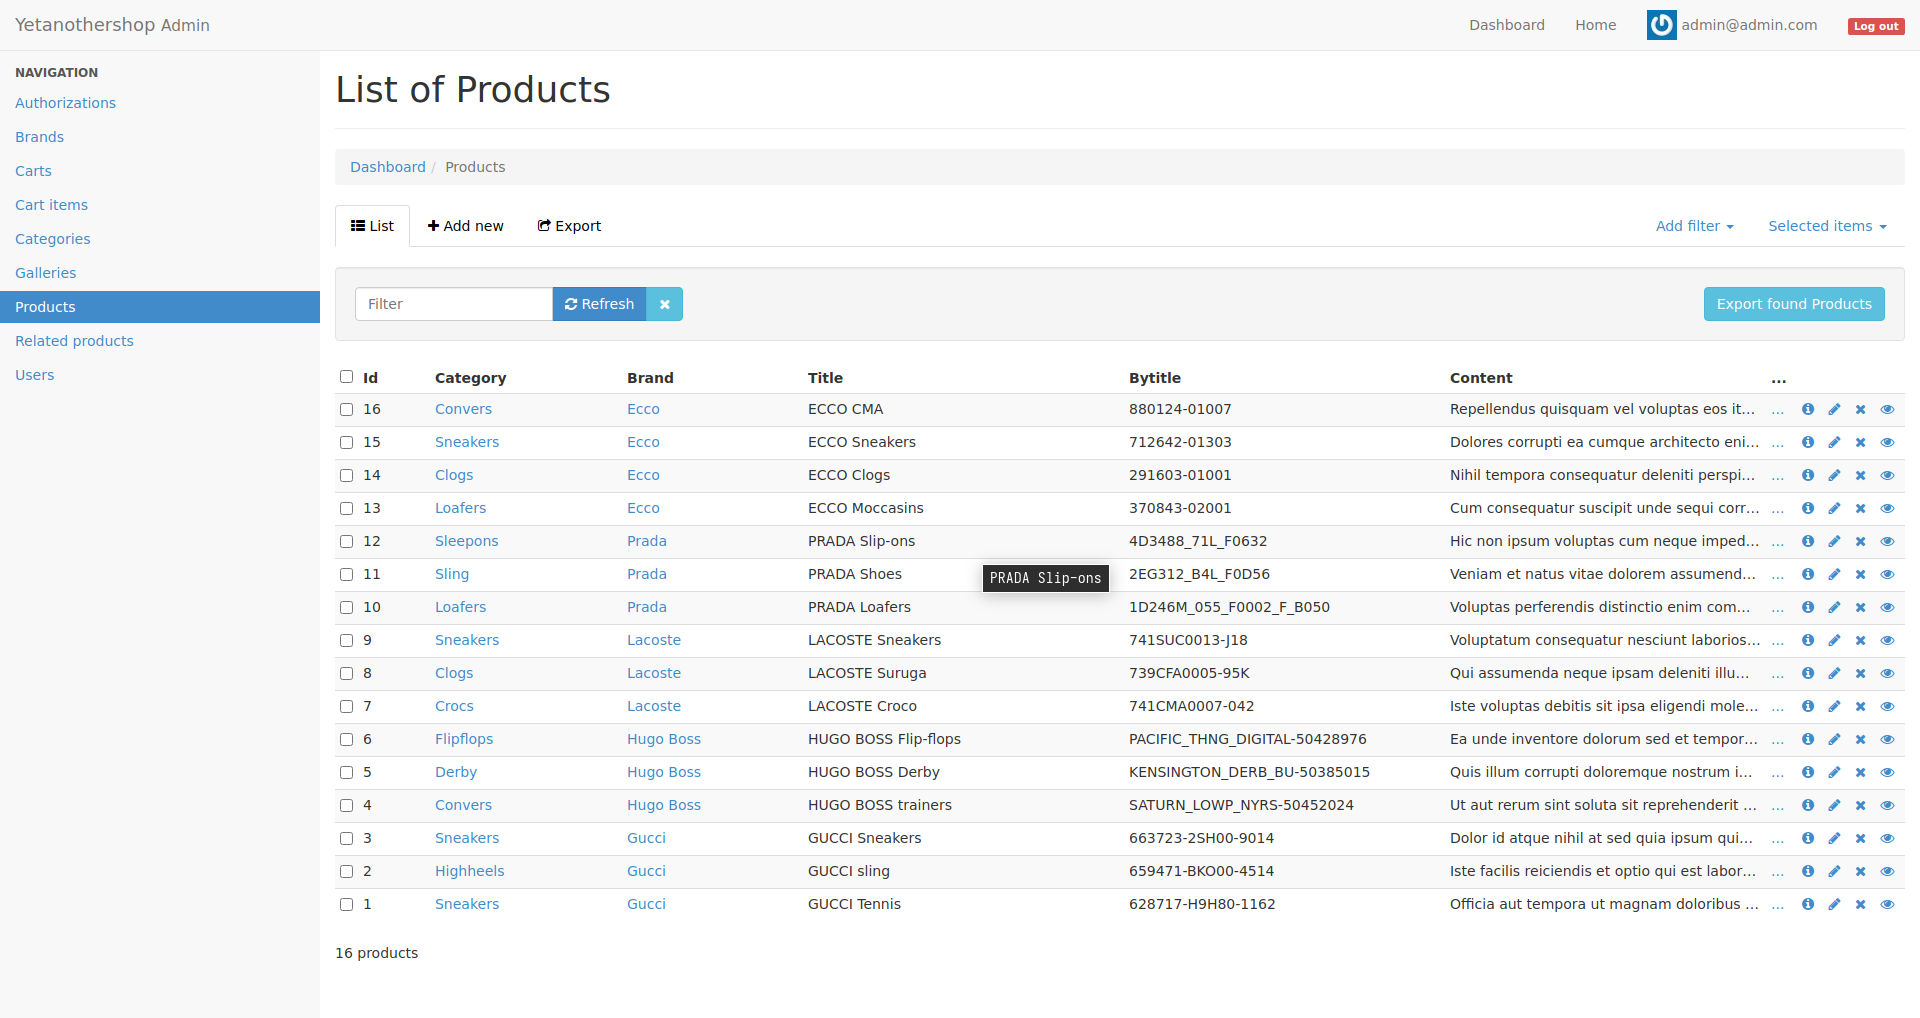 Yetanothershop Admin
Dashboard Home admin@admin.com Log out
NAVIGATION
Authorizations
Brands
Carts
Cart items
Categories
Galleries
Products
Related products
Users
List of Products
Dashboard / Products
List Add new Export Add filter Selected items
Filter Refresh Export found Products
Id Category Brand Title Bytitle Content ...
16 Convers Ecco ECCO CMA 880124-01007 Repellendus quisquam vel voluptas eos it... ...
15 Sneakers Ecco ECCO Sneakers 712642-01303 Dolores corrupti ea cumque architecto eni... ...
14 Clogs Ecco ECCO Clogs 291603-01001 Nihil tempora consequatur deleniti perspi... ...
13 Loafers Ecco ECCO Moccasins 370843-02001 Cum consequatur suscipit unde sequi corr... ...
12 Sleepons Prada PRADA Slip-ons 4D3488_71L_F0632 Hic non ipsum voluptas cum neque imped... ...
11 Sling Prada PRADA Shoes 2EG312_B4L_F0D56 Veniam et natus vitae dolorem assumend... ...
PRADA Slip-ons
10 Loafers Prada PRADA Loafers 1D246M_055_F0002_F_B050 Voluptas perferendis distinctio enim com... ...
9 Sneakers Lacoste LACOSTE Sneakers 741SUC0013-J18 Voluptatum consequatur nesciunt laborios... ...
8 Clogs Lacoste LACOSTE Suruga 739CFA0005-95K Qui assumenda neque ipsam deleniti illu... ...
7 Crocs Lacoste LACOSTE Croco 741CMA0007-042 Iste voluptas debitis sit ipsa eligendi mole... ...
6 Flipflops Hugo Boss HUGO BOSS Flip-flops PACIFIC_THNG_DIGITAL-50428976 Ea unde inventore dolorum sed et tempor... ...
5 Derby Hugo Boss HUGO BOSS Derby KENSINGTON_DERB_BU-50385015 Quis illum corrupti doloremque nostrum i... ...
4 Convers Hugo Boss HUGO BOSS trainers SATURN_LOWP_NYRS-50452024 Ut aut rerum sint soluta sit reprehenderit ... ...
3 Sneakers Gucci GUCCI Sneakers 663723-2SH00-9014 Dolor id atque nihil at sed quia ipsum qui... ...
2 Highheels Gucci GUCCI sling 659471-BKO00-4514 Iste facilis reiciendis et optio qui est labor... ...
1 Sneakers Gucci GUCCI Tennis 628717-H9H80-1162 Officia aut tempora ut magnam doloribus ... ...
16 products